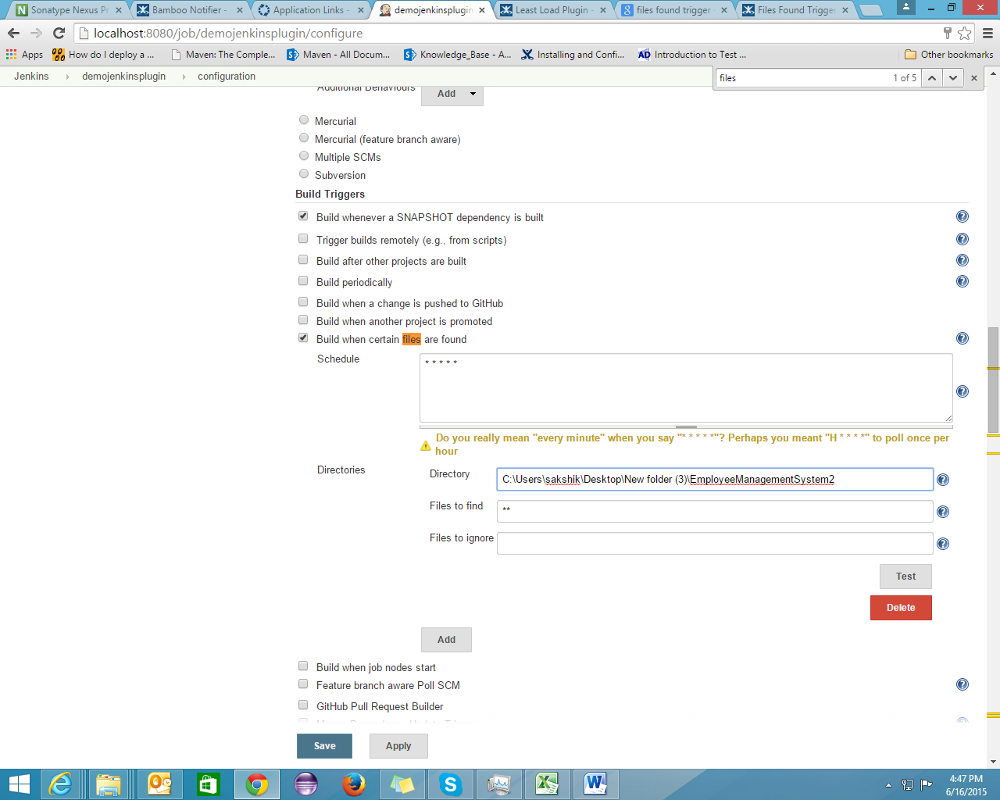 Sonatype Nexus Pr
Bamboo Notifier -
Application Links -
demojenkinsplugin
Least Load Plugin -
files found trigger
Files Found Trigger
localhost:8080/job/demojenkinsplugin/configure
Apps
How do I deploy a ...
Maven: The Comple...
Maven - All Docum...
Knowledge_Base - A...
Installing and Confi...
Introduction to Test ...
Other bookmarks
Jenkins
demojenkinsplugin
configuration
files
1 of 5
Additional Behaviours
Add
Mercurial
Mercurial (feature branch aware)
Multiple SCMs
Subversion
Build Triggers
Build whenever a SNAPSHOT dependency is built
Trigger builds remotely (e.g., from scripts)
Build after other projects are built
Build periodically
Build when a change is pushed to GitHub
Build when another project is promoted
Build when certain files are found
Schedule
* * * * *
Do you really mean "every minute" when you say "* * * * *"? Perhaps you meant "H * * * *" to poll once per
hour
Directories
Directory
C:\Users\sakshik\Desktop\New folder (3)\EmployeeManagementSystem2
Files to find
**
Files to ignore
Test
Delete
Add
Build when job nodes start
Feature branch aware Poll SCM
GitHub Pull Request Builder
Save
Apply
4:47 PM
6/16/2015